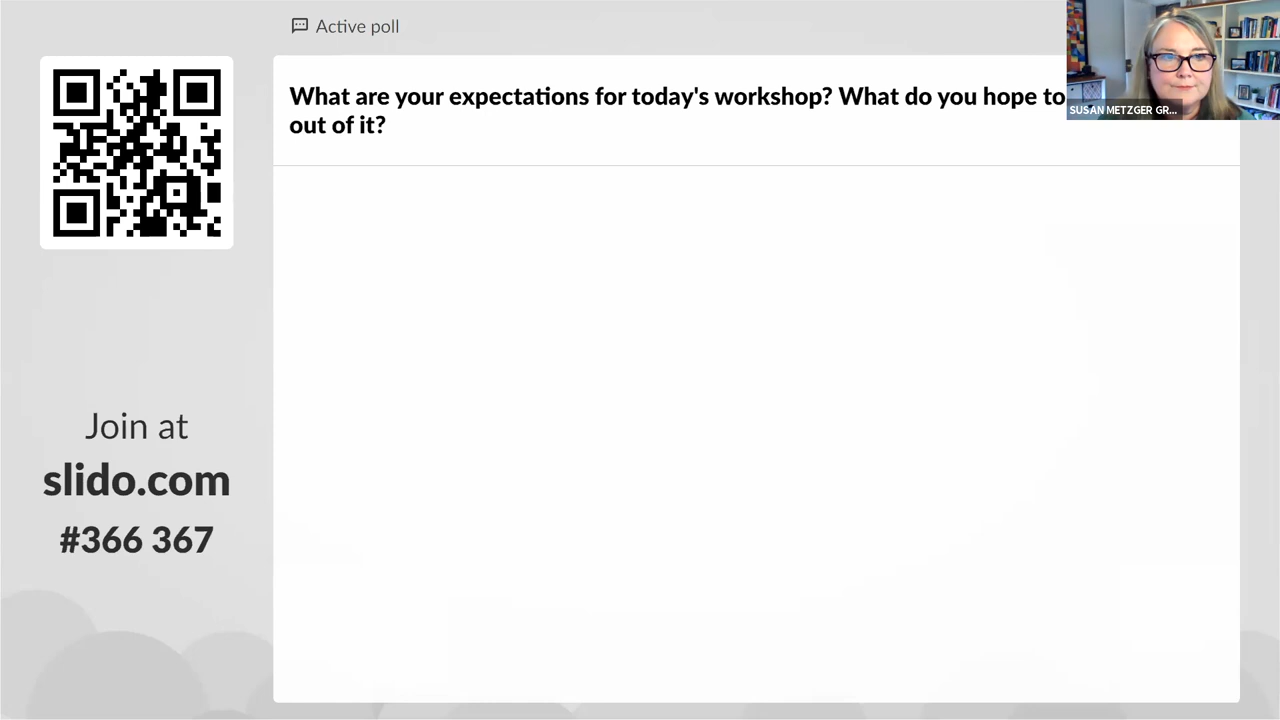 Active poll
What are your expectations for today's workshop? What do you hope to
out of it?
SUSAN METZGER GR...
Join at
slido.com
#366 367